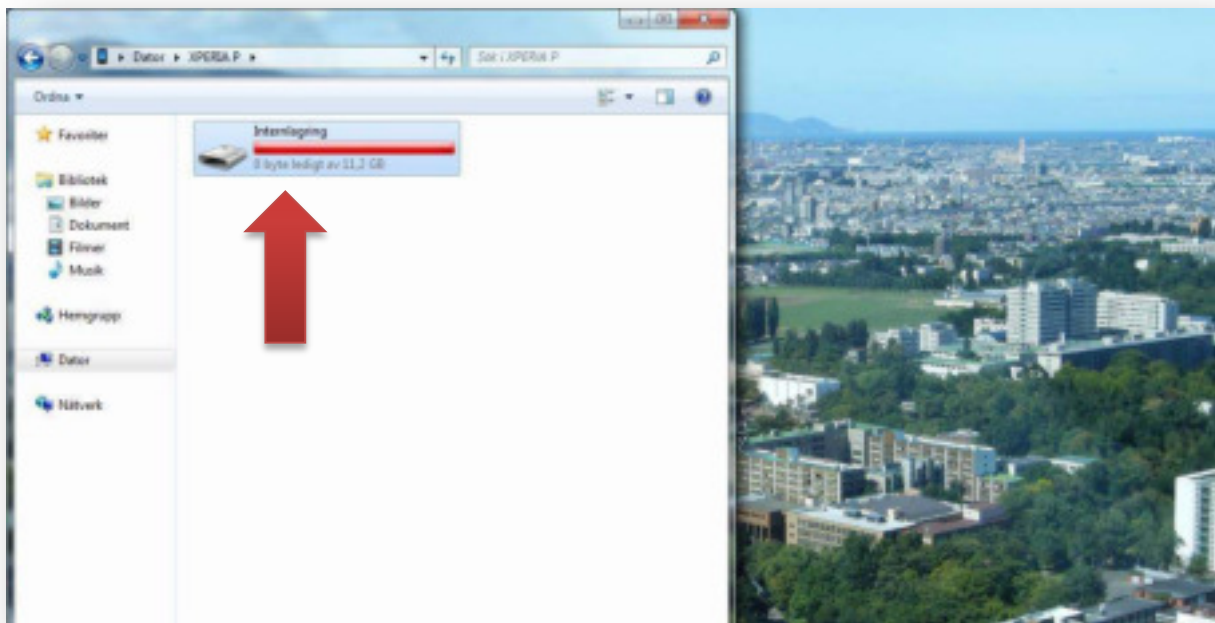 Dator ▸ XPERIA P ▸
Sök i XPERIA P
Ordna
Favoriter
Bibliotek
Bilder
Dokument
Filmer
Musik
Hemgrupp
Dator
Nätverk
Internlagring
0 byte ledigt av 11,2 GB